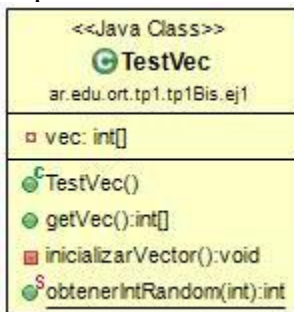 <<Java Class>>
TestVec
ar.edu.ort.tp1.tp1Bis.ej1
vec: int[]
TestVec()
getVec():int[]
inicializarVector():void
obtenerIntRandom(int):int